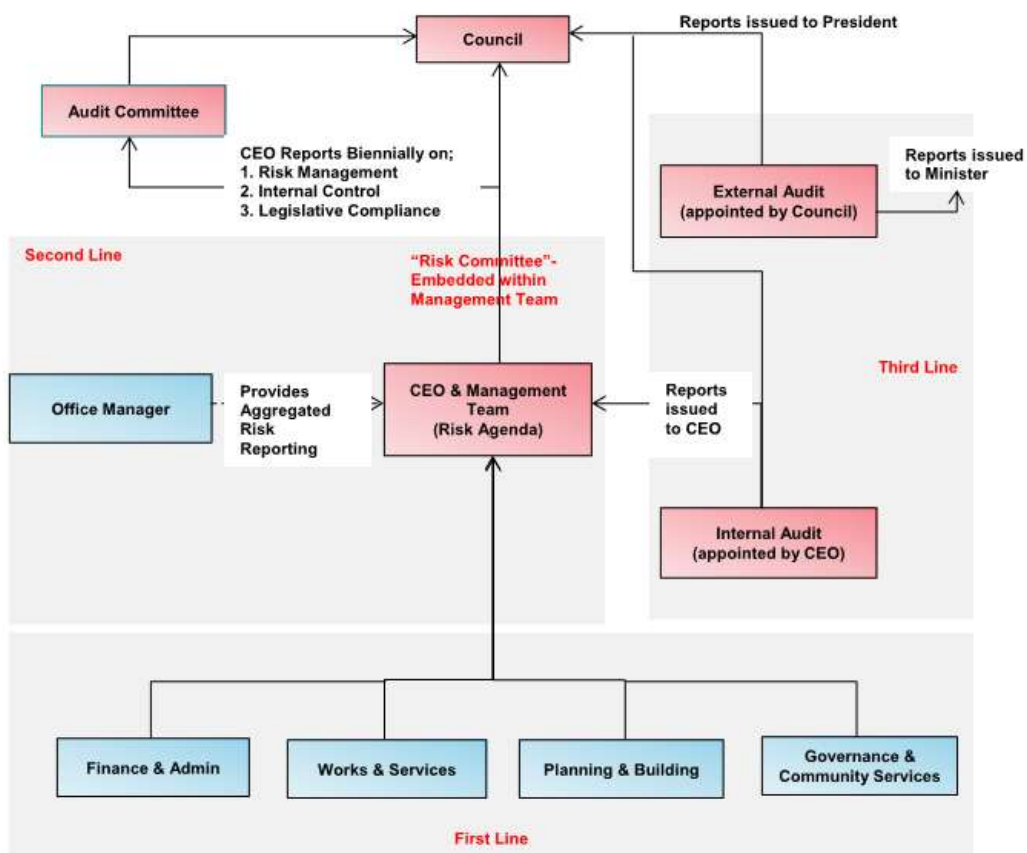 Reports issued to President
Council
Audit Committee
CEO Reports Biennially on;
1. Risk Management
2. Internal Control
3. Legislative Compliance
Reports issued
to Minister
External Audit
(appointed by Council)
Second Line
“Risk Committee”-
Embedded within
Management Team
Third Line
Office Manager
Provides
Aggregated
Risk
Reporting
CEO & Management
Team
(Risk Agenda)
Reports
issued
to CEO
Internal Audit
(appointed by CEO)
Finance & Admin
Works & Services
Planning & Building
Governance &
Community Services
First Line